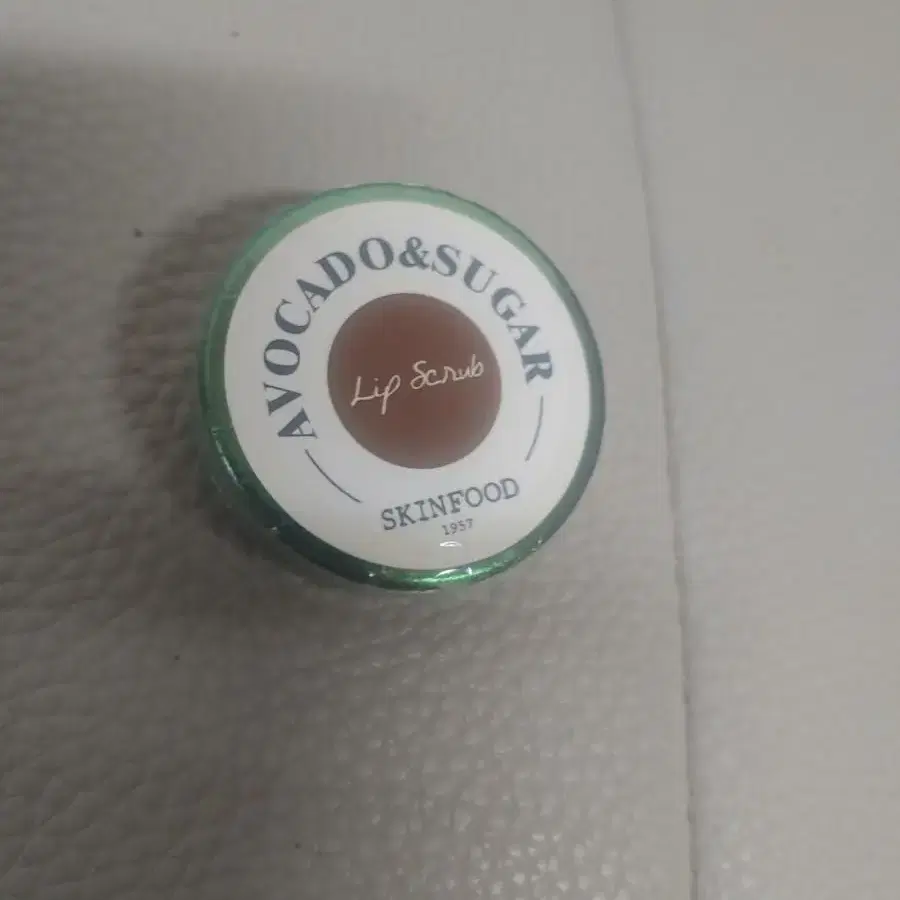 AVOCADO&SUGAR
Lip Scrub
SKINFOOD
1957